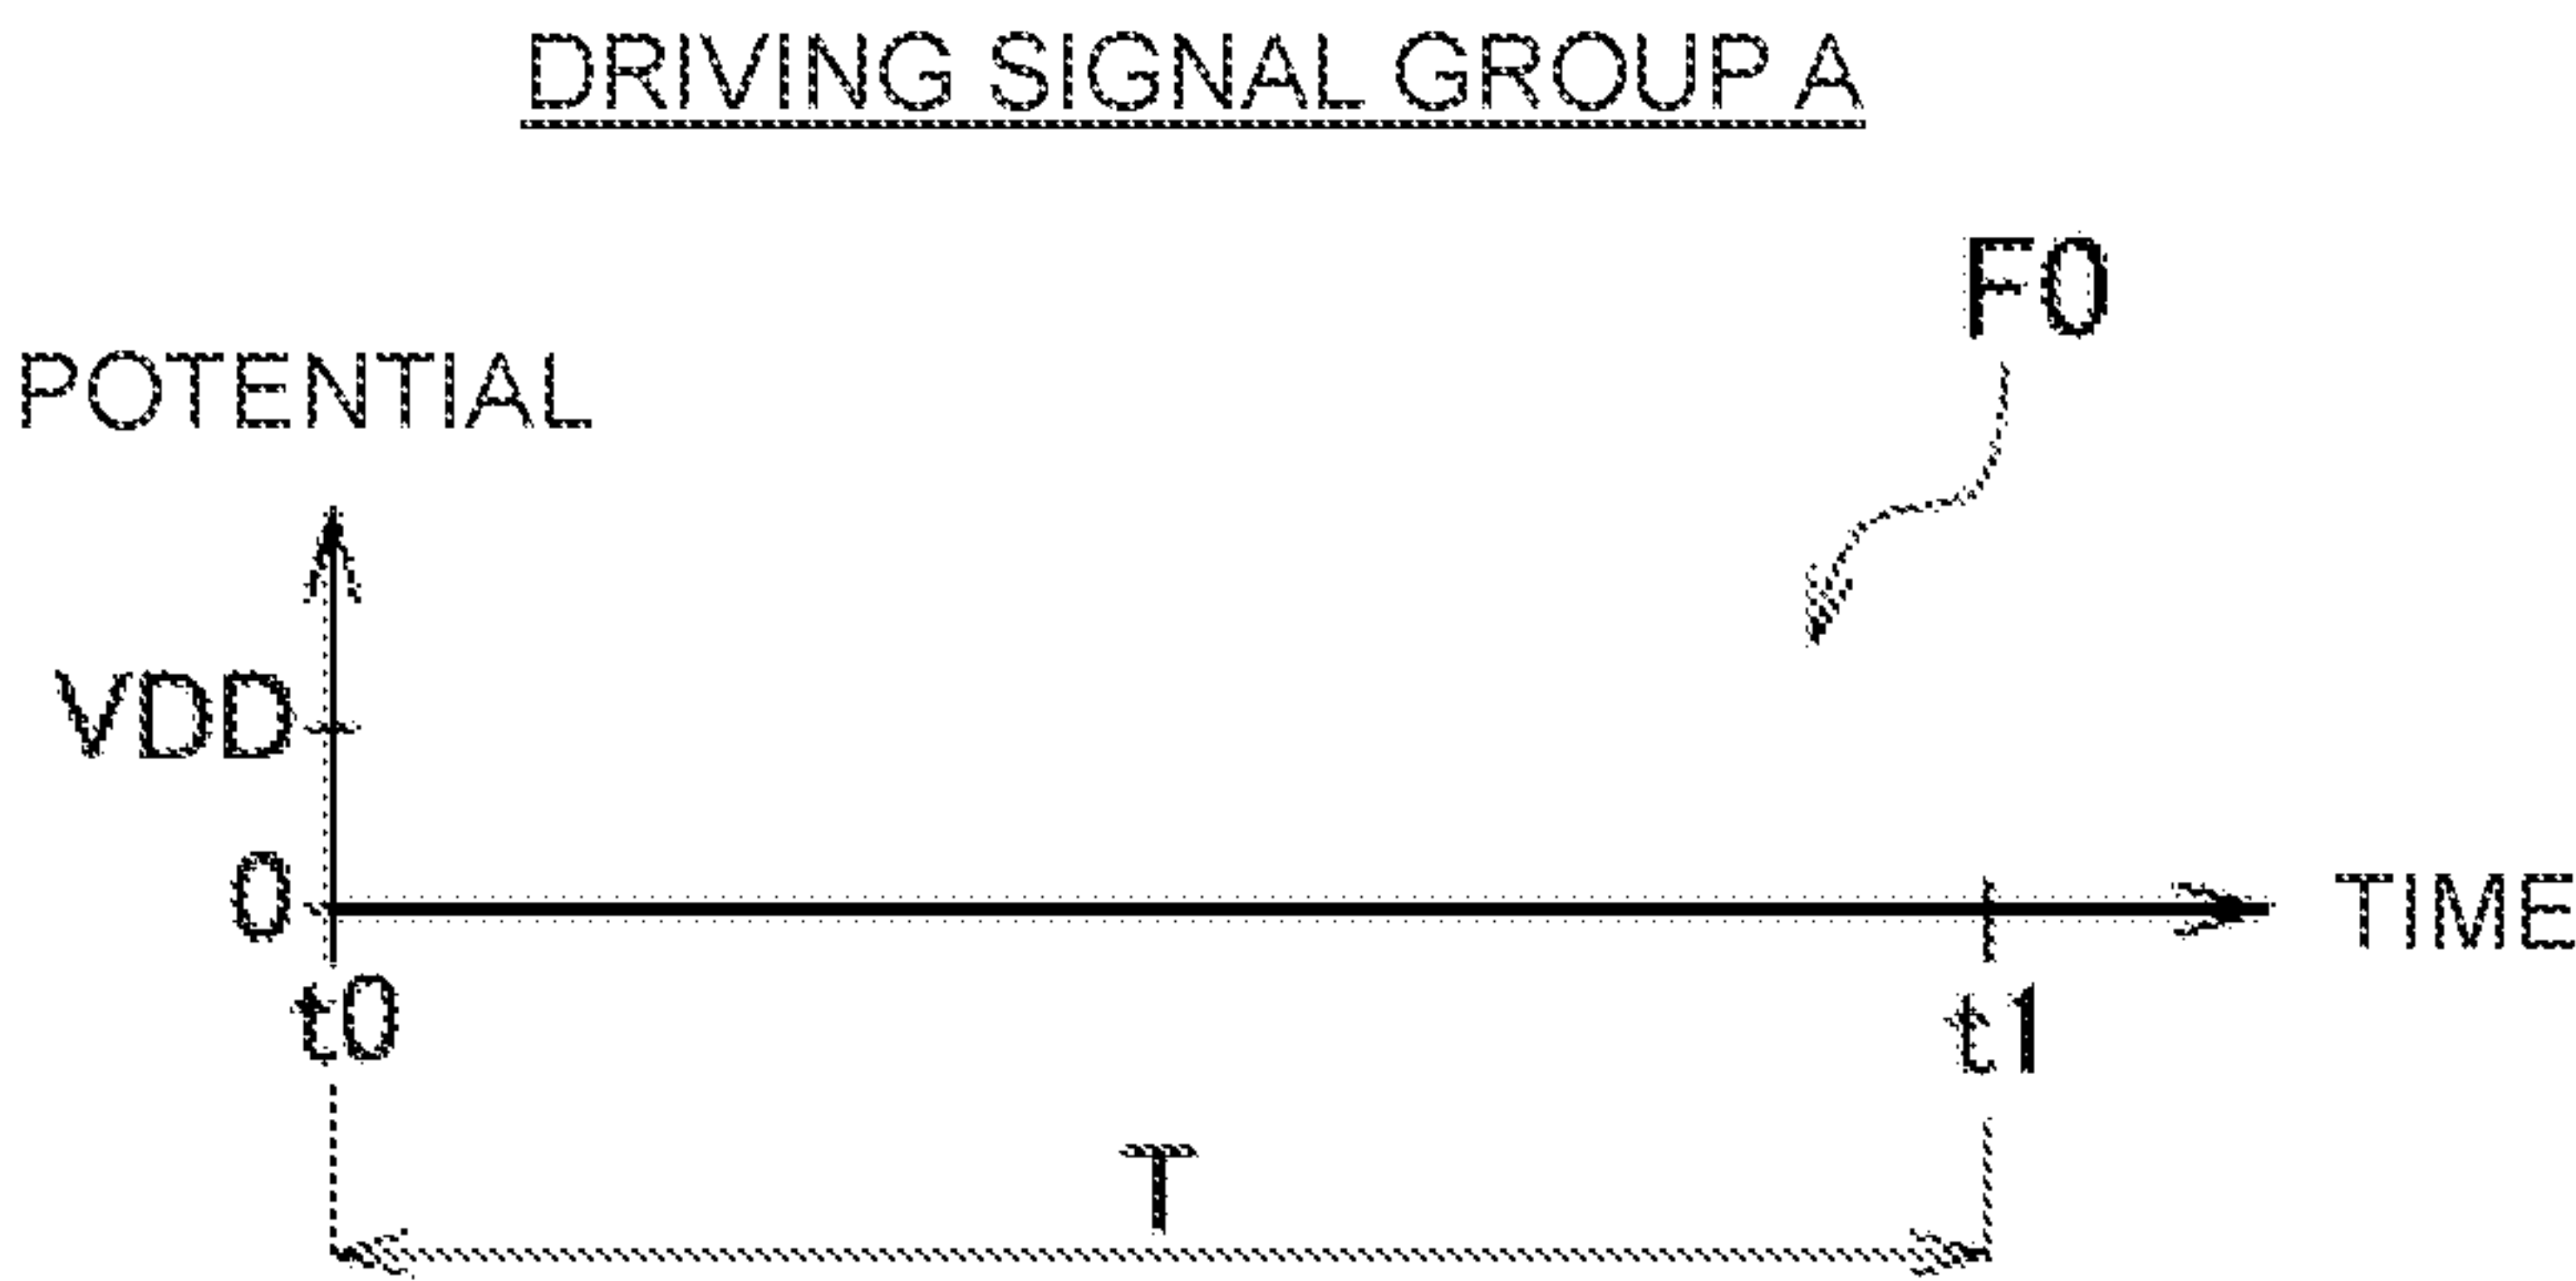 DRIVING SIGNAL GROUP A
F0
POTENTIAL
VDD
0
TIME
t0
t1
T